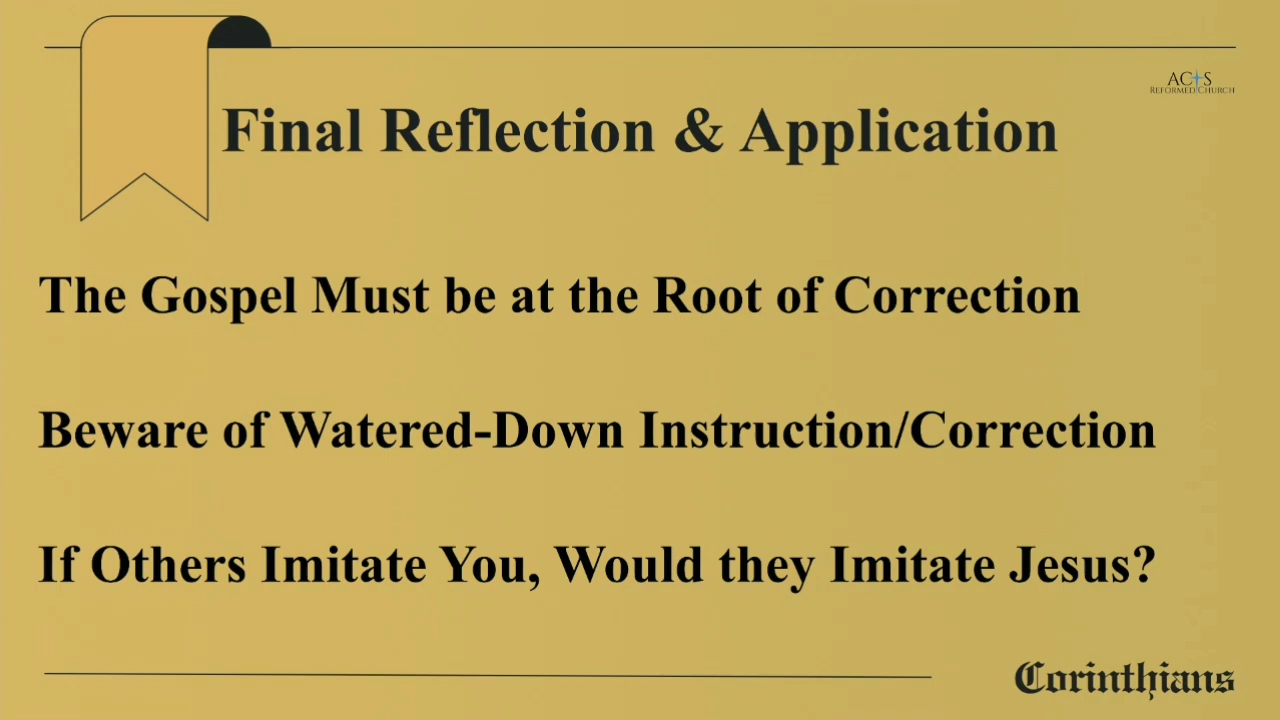 ACTS
REFORMED CHURCH
Final Reflection & Application
The Gospel Must be at the Root of Correction
Beware of Watered-Down Instruction/Correction
If Others Imitate You, Would they Imitate Jesus?
Corinthians